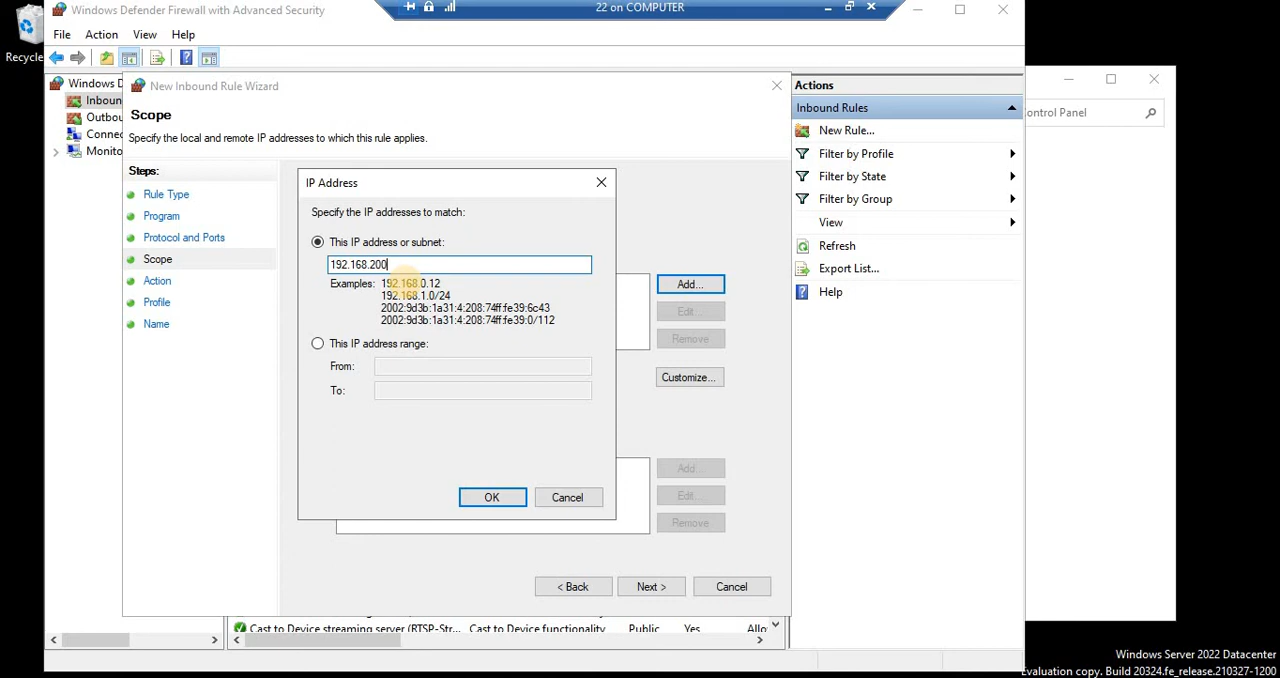 Recycle
Windows Defender Firewall with Advanced Security
22 on COMPUTER
File Action View Help
Windows D
Inboun
Outbou
Connec
Monito
New Inbound Rule Wizard
Scope
Specify the local and remote IP addresses to which this rule applies.
Steps:
Rule Type
Program
Protocol and Ports
Scope
Action
Profile
Name
IP Address
Specify the IP addresses to match:
This IP address or subnet:
192.168.200
Examples: 192.168.0.12
192.168.1.0/24
2002:9d3b:1a31:4:208:74ff:fe39:6c43
2002:9d3b:1a31:4:208:74ff:fe39:0/112
This IP address range:
From:
To:
OK Cancel
Add...
Edit...
Remove
Customize...
Add...
Edit...
Remove
< Back Next > Cancel
Cast to Device streaming server (RTSP-Str... Cast to Device functionality Public Yes Allo
Actions
Inbound Rules
New Rule...
Filter by Profile
Filter by State
Filter by Group
View
Refresh
Export List...
Help
ontrol Panel
Windows Server 2022 Datacenter
Evaluation copy. Build 20324.fe_release.210327-1200